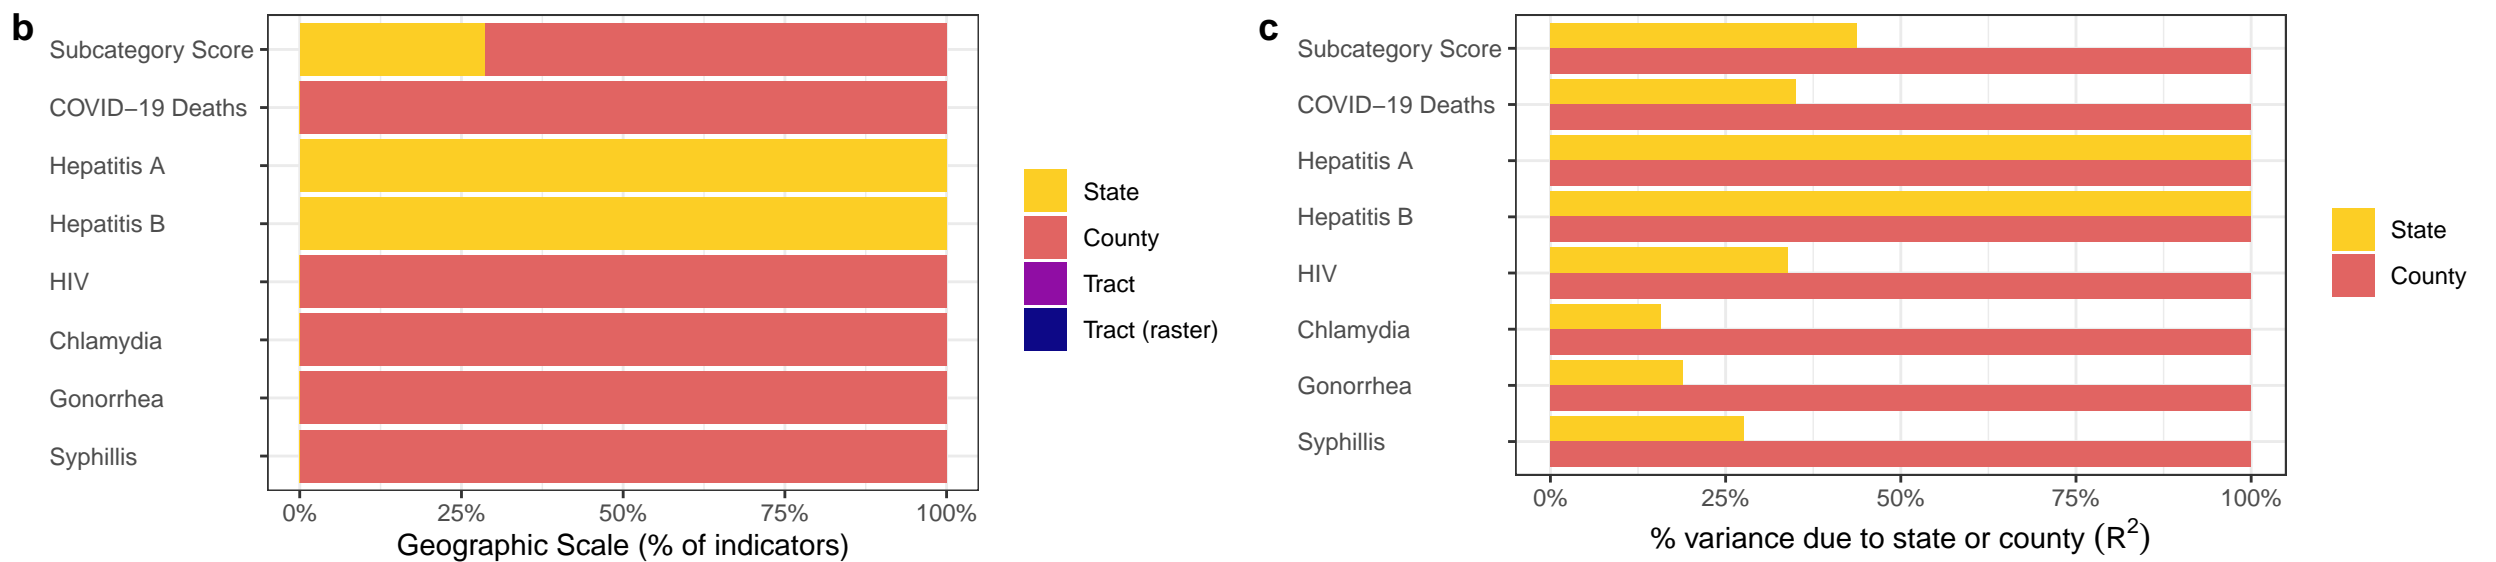 b
Subcategory Score
COVID−19 Deaths
Hepatitis A
Hepatitis B
HIV
Chlamydia
Gonorrhea
Syphillis
0% 25% 50% 75% 100%
Geographic Scale (% of indicators)
State
County
Tract
Tract (raster)
c
Subcategory Score
COVID−19 Deaths
Hepatitis A
Hepatitis B
HIV
Chlamydia
Gonorrhea
Syphillis
0% 25% 50% 75% 100%
% variance due to state or county (R²)
State
County